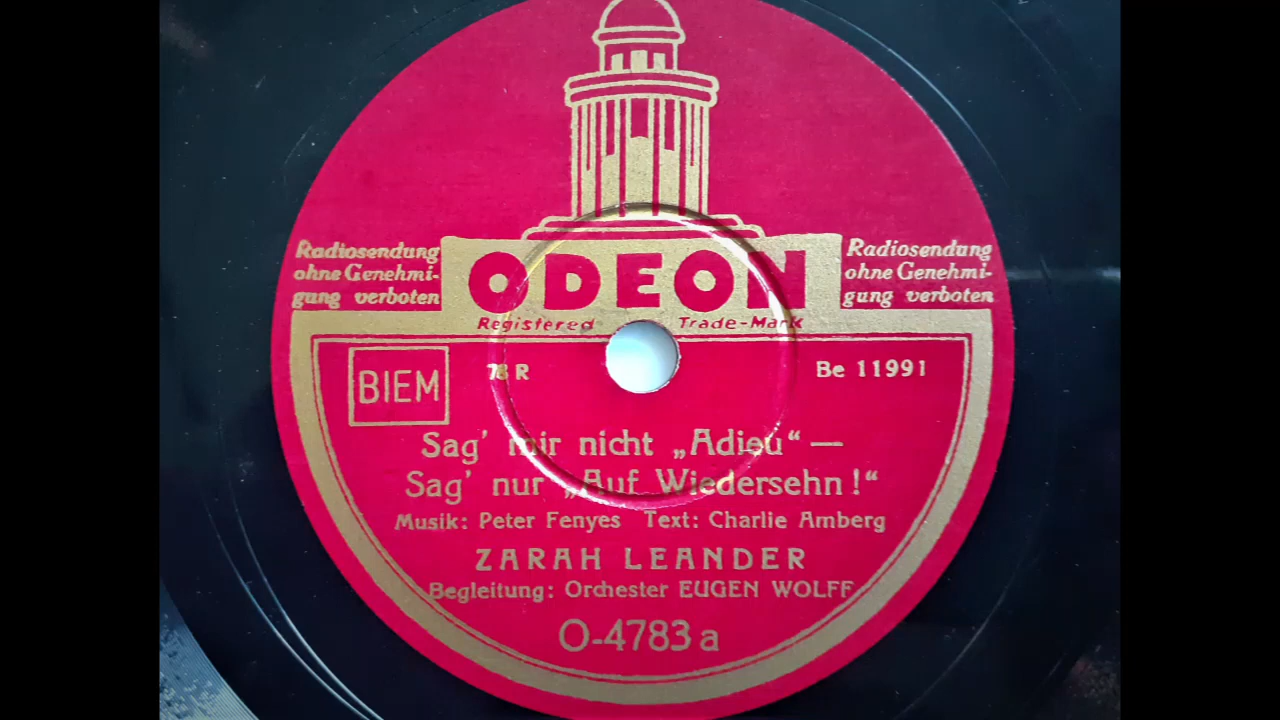 Radiosendung
ohne Genehmi-
gung verboten
ODEON
Registered Trade-Mark
Radiosendung
ohne Genehmi-
gung verboten
BIEM
78 R
Be 11991
Sag' mir nicht „Adieu“ —
Sag' nur „Auf Wiedersehn!“
Musik: Peter Fenyes Text: Charlie Amberg
ZARAH LEANDER
Begleitung: Orchester EUGEN WOLFF
O-4783 a